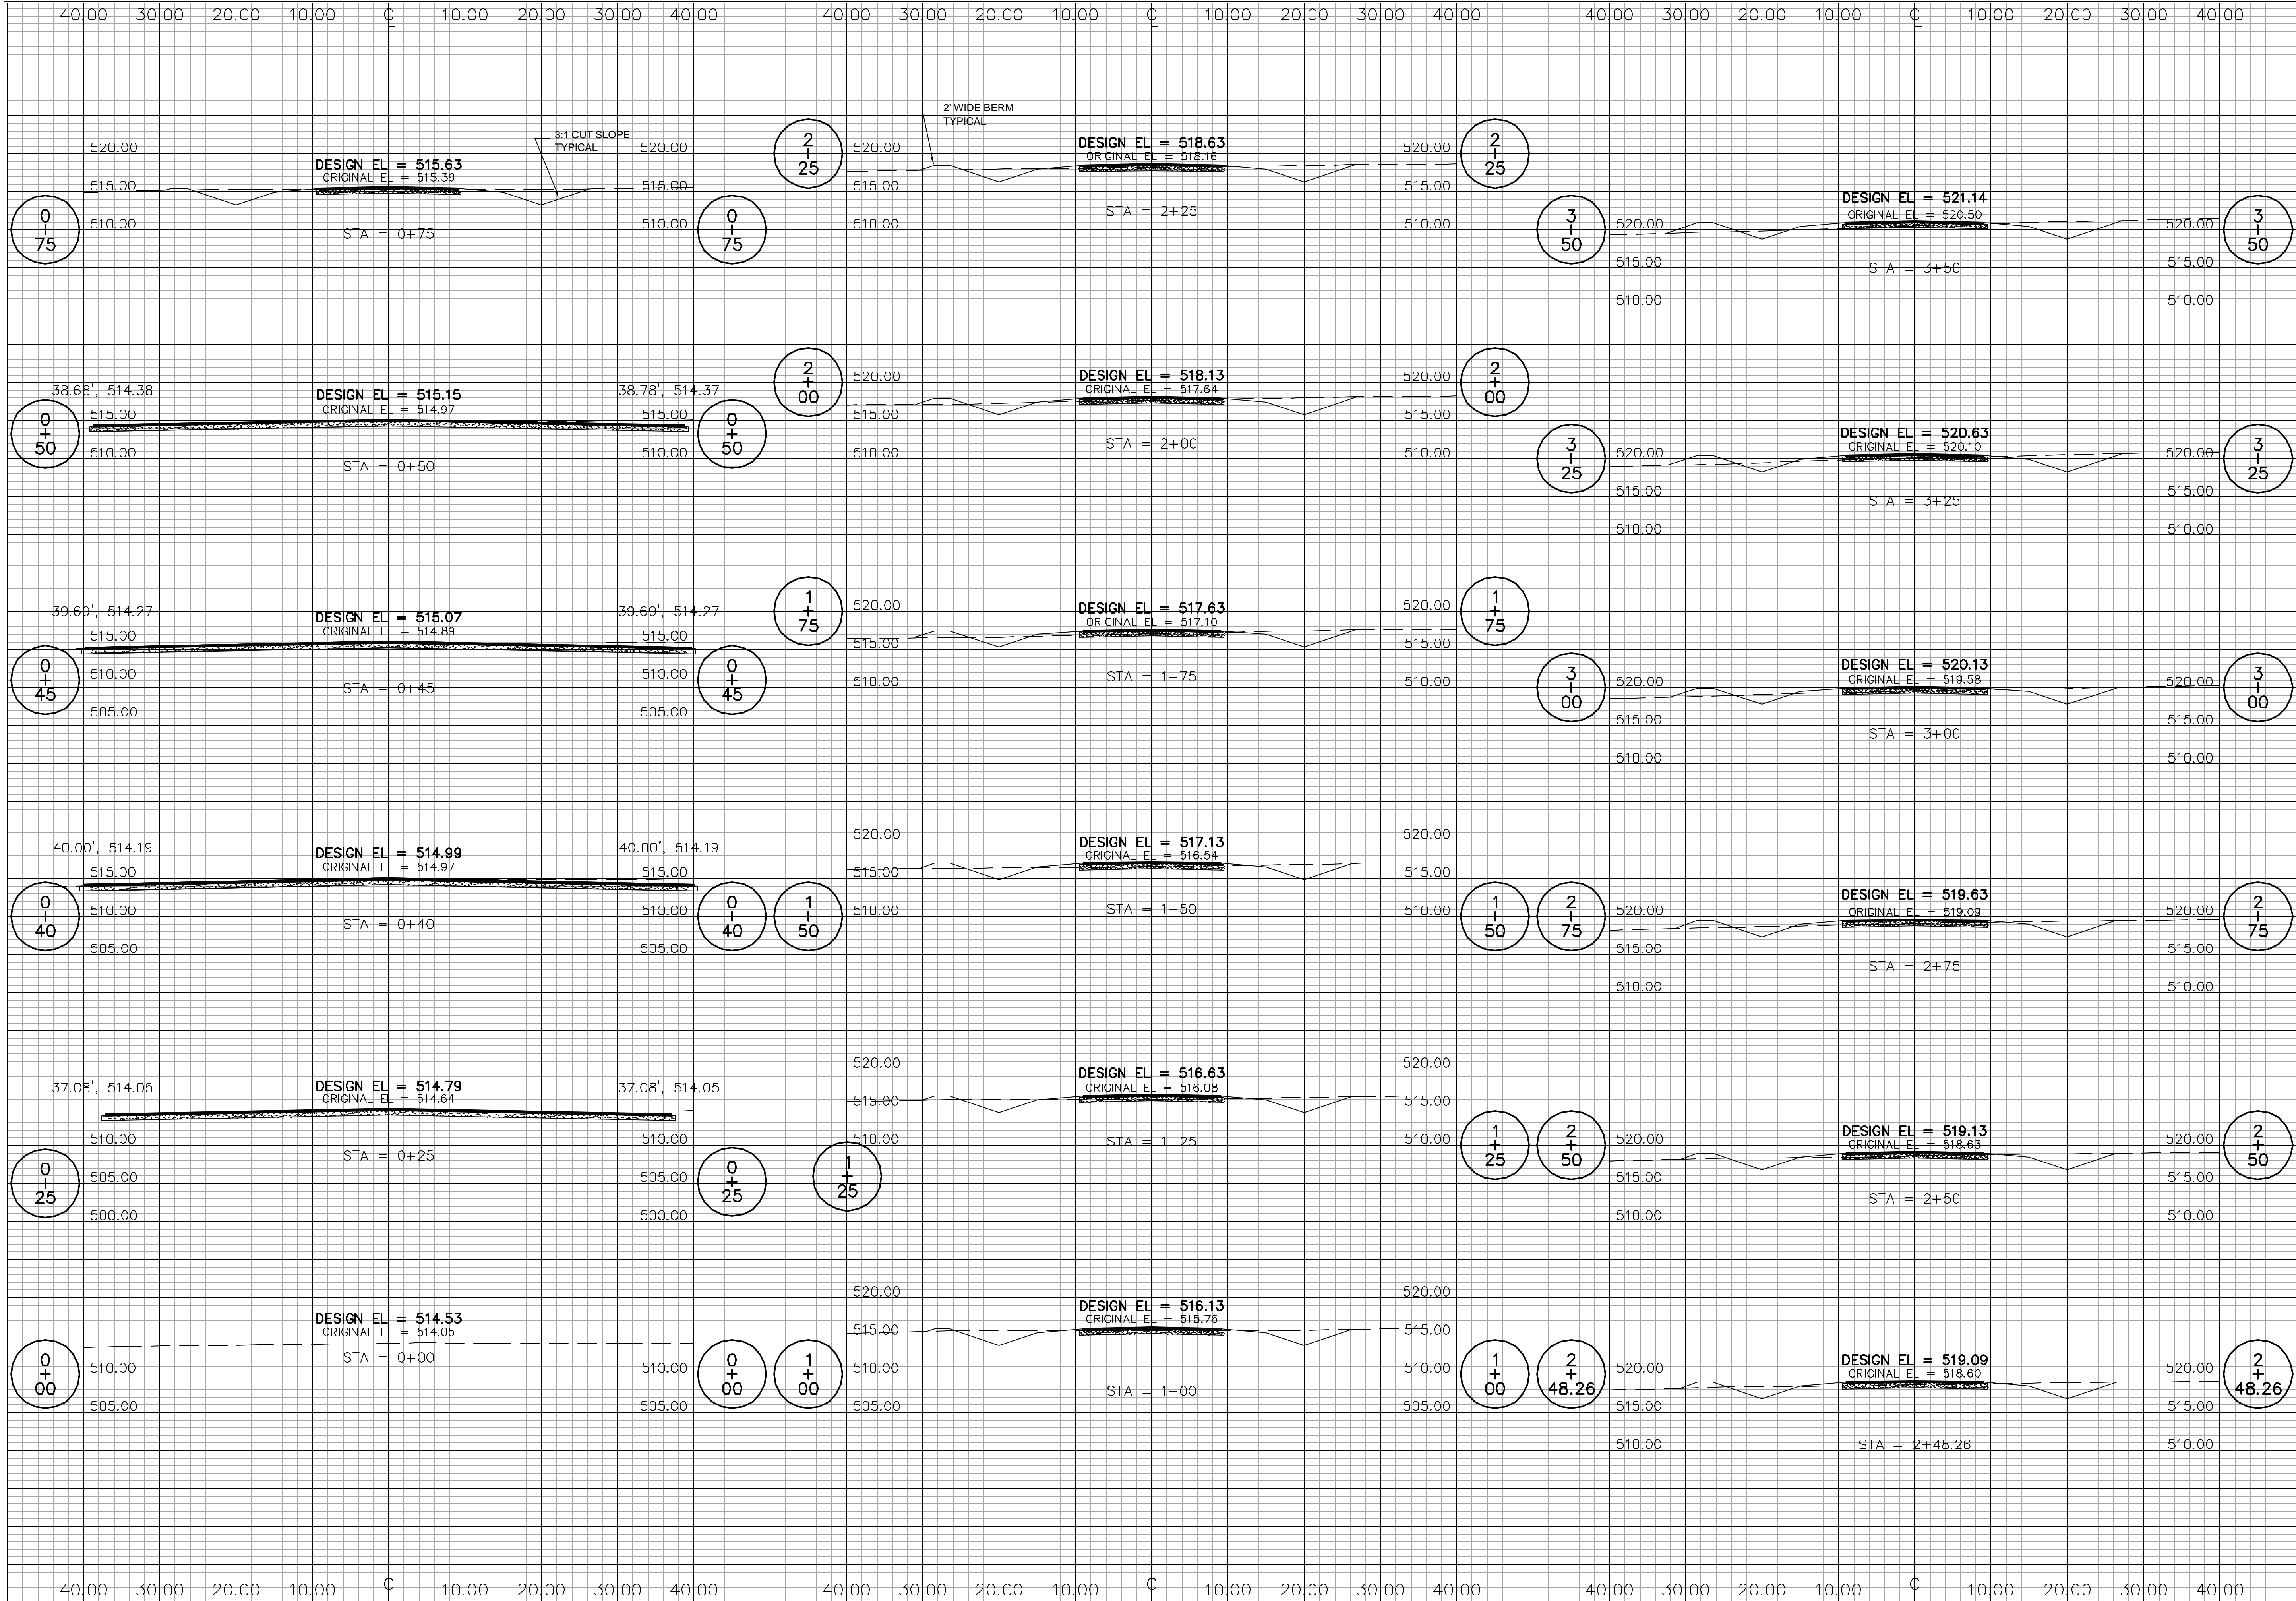 40.00 30.00 20.00 10.00 C 10.00 20.00 30.00 40.00 40.00 30.00 20.00 10.00 C 10.00 20.00 30.00 40.00 40.00 30.00 20.00 10.00 C 10.00 20.00 30.00 40.00
3:1 CUT SLOPE
TYPICAL
520.00 520.00
DESIGN EL = 515.63
ORIGINAL EL = 515.39
515.00 515.00
0 + 75 510.00 510.00 0 + 75
STA = 0+75
38.68', 514.38 38.78', 514.37
DESIGN EL = 515.15
ORIGINAL EL = 514.97
515.00 515.00
0 + 50 510.00 510.00 0 + 50
STA = 0+50
39.69', 514.27 39.69', 514.27
DESIGN EL = 515.07
ORIGINAL EL = 514.89
515.00 515.00
0 + 45 510.00 510.00 0 + 45
STA = 0+45
505.00 505.00
40.00', 514.19 40.00', 514.19
DESIGN EL = 514.99
ORIGINAL EL = 514.97
515.00 515.00
0 + 40 510.00 510.00 0 + 40
STA = 0+40
505.00 505.00
37.08', 514.05 37.08', 514.05
DESIGN EL = 514.79
ORIGINAL EL = 514.64
510.00 510.00
STA = 0+25
0 + 25 505.00 505.00 0 + 25
500.00 500.00
DESIGN EL = 514.53
ORIGINAL EL = 514.05
STA = 0+00
0 + 00 510.00 510.00 0 + 00
505.00 505.00
2' WIDE BERM
TYPICAL
2 + 25 520.00 520.00 2 + 25
DESIGN EL = 518.63
ORIGINAL EL = 518.16
515.00 515.00
STA = 2+25
510.00 510.00
2 + 00 520.00 520.00 2 + 00
DESIGN EL = 518.13
ORIGINAL EL = 517.64
515.00 515.00
STA = 2+00
510.00 510.00
1 + 75 520.00 520.00 1 + 75
DESIGN EL = 517.63
ORIGINAL EL = 517.10
515.00 515.00
STA = 1+75
510.00 510.00
520.00 520.00
DESIGN EL = 517.13
ORIGINAL EL = 516.54
515.00 515.00
1 + 50 510.00 510.00 1 + 50
STA = 1+50
520.00 520.00
DESIGN EL = 516.63
ORIGINAL EL = 516.08
515.00 515.00
510.00 510.00 1 + 25
STA = 1+25
1 + 25
520.00 520.00
DESIGN EL = 516.13
ORIGINAL EL = 515.76
515.00 515.00
1 + 00 510.00 510.00 1 + 00
STA = 1+00
505.00 505.00
DESIGN EL = 521.14
ORIGINAL EL = 520.50
3 + 50 520.00 520.00 3 + 50
515.00 515.00
STA = 3+50
510.00 510.00
DESIGN EL = 520.63
ORIGINAL EL = 520.10
3 + 25 520.00 520.00 3 + 25
515.00 515.00
STA = 3+25
510.00 510.00
DESIGN EL = 520.13
ORIGINAL EL = 519.58
3 + 00 520.00 520.00 3 + 00
515.00 515.00
STA = 3+00
510.00 510.00
DESIGN EL = 519.63
ORIGINAL EL = 519.09
2 + 75 520.00 520.00 2 + 75
515.00 515.00
STA = 2+75
510.00 510.00
DESIGN EL = 519.13
ORIGINAL EL = 518.63
2 + 50 520.00 520.00 2 + 50
515.00 515.00
STA = 2+50
510.00 510.00
DESIGN EL = 519.09
ORIGINAL EL = 518.60
2 + 48.26 520.00 520.00 2 + 48.26
515.00 515.00
STA = 2+48.26
510.00 510.00
40.00 30.00 20.00 10.00 C 10.00 20.00 30.00 40.00 40.00 30.00 20.00 10.00 C 10.00 20.00 30.00 40.00 40.00 30.00 20.00 10.00 C 10.00 20.00 30.00 40.00